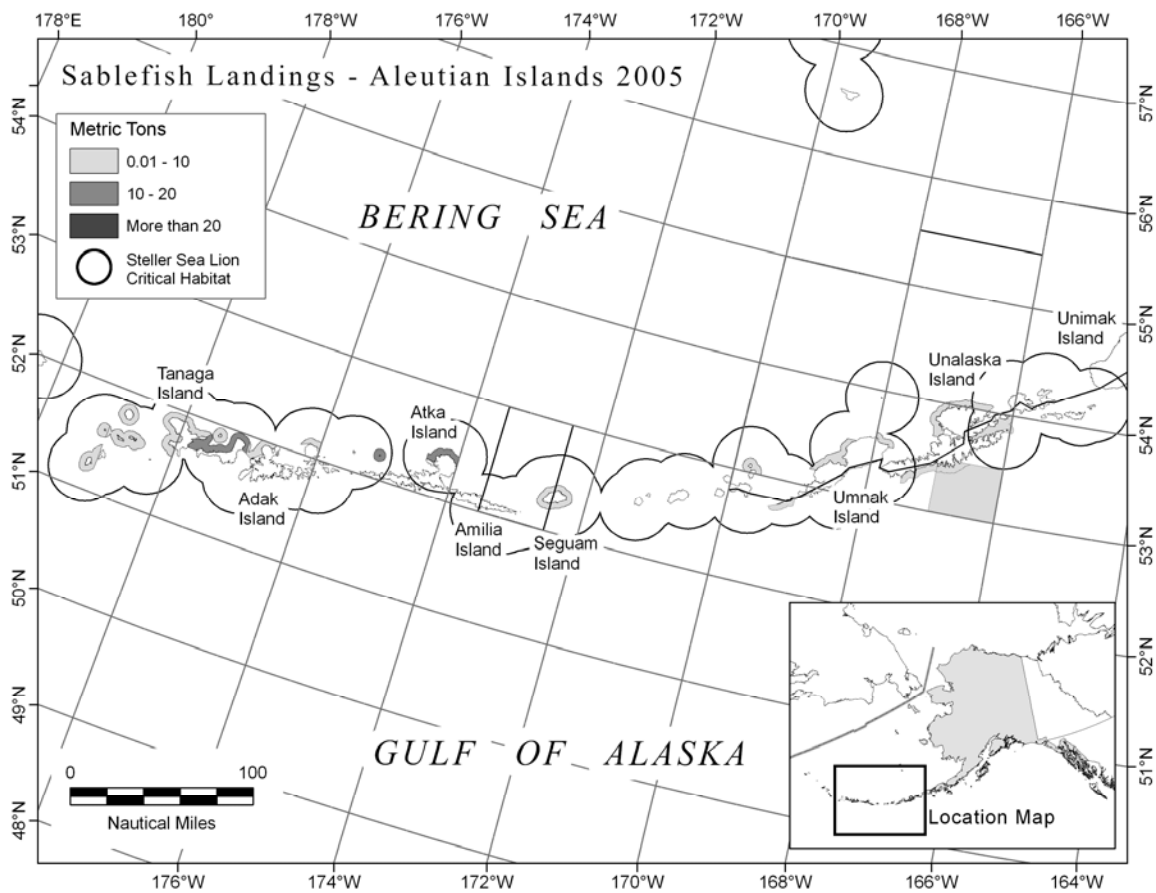 178°E 180° 178°W 176°W 174°W 172°W 170°W 168°W 166°W
Sablefish Landings - Aleutian Islands 2005
Metric Tons
0.01 - 10
10 - 20
More than 20
Steller Sea Lion
Critical Habitat
54°N
53°N
52°N
51°N
50°N
49°N
48°N
57°N
56°N
55°N
54°N
53°N
52°N
51°N
BERING SEA
Unimak
Island
Unalaska
Island
Tanaga
Island
Atka
Island
Adak
Island
Amilia
Island
Seguam
Island
Umnak
Island
GULF OF ALASKA
0 100
Nautical Miles
Location Map
176°W 174°W 172°W 170°W 168°W 166°W 164°W